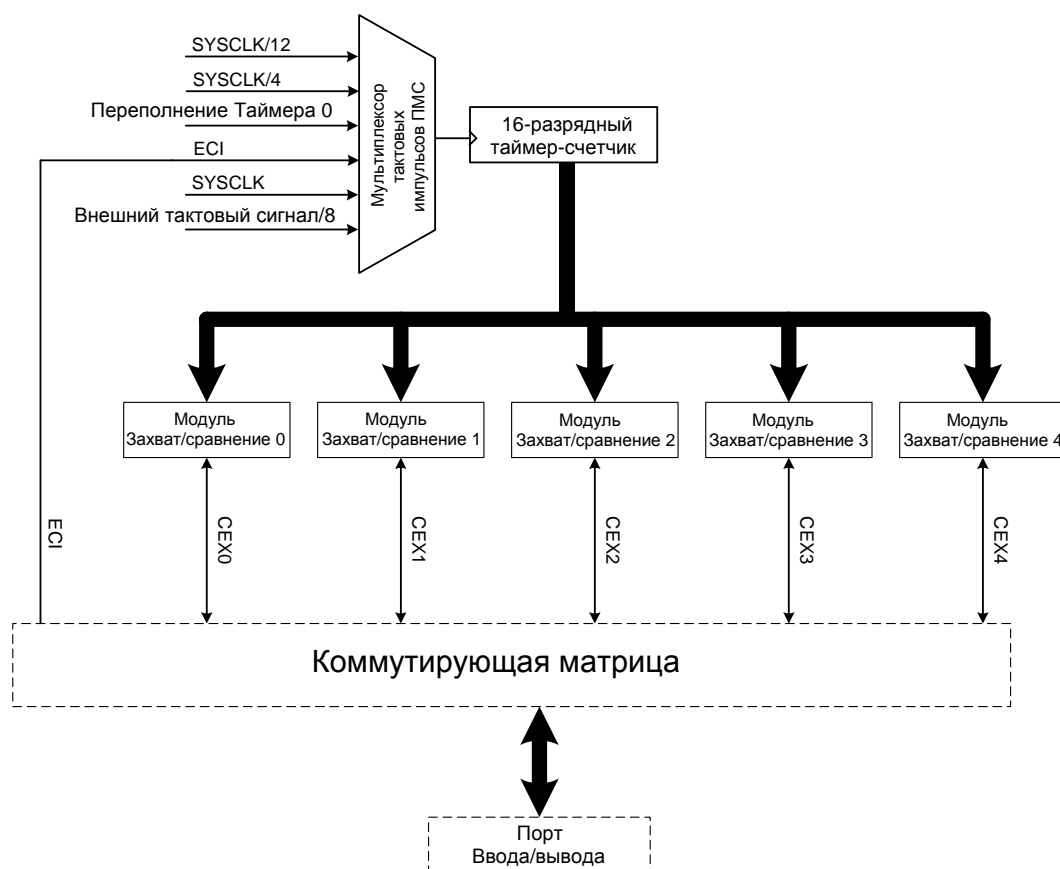 SYSCLK/12
SYSCLK/4
Переполнение Таймера 0
ECI
SYSCLK
Внешний тактовый сигнал/8
Мультиплексор
тактовых
импульсов ПМС
16-разрядный
таймер-счетчик
Модуль
Захват/сравнение 0
Модуль
Захват/сравнение 1
Модуль
Захват/сравнение 2
Модуль
Захват/сравнение 3
Модуль
Захват/сравнение 4
ECI
CEX0
CEX1
CEX2
CEX3
CEX4
Коммутирующая матрица
Порт
Ввода/вывода